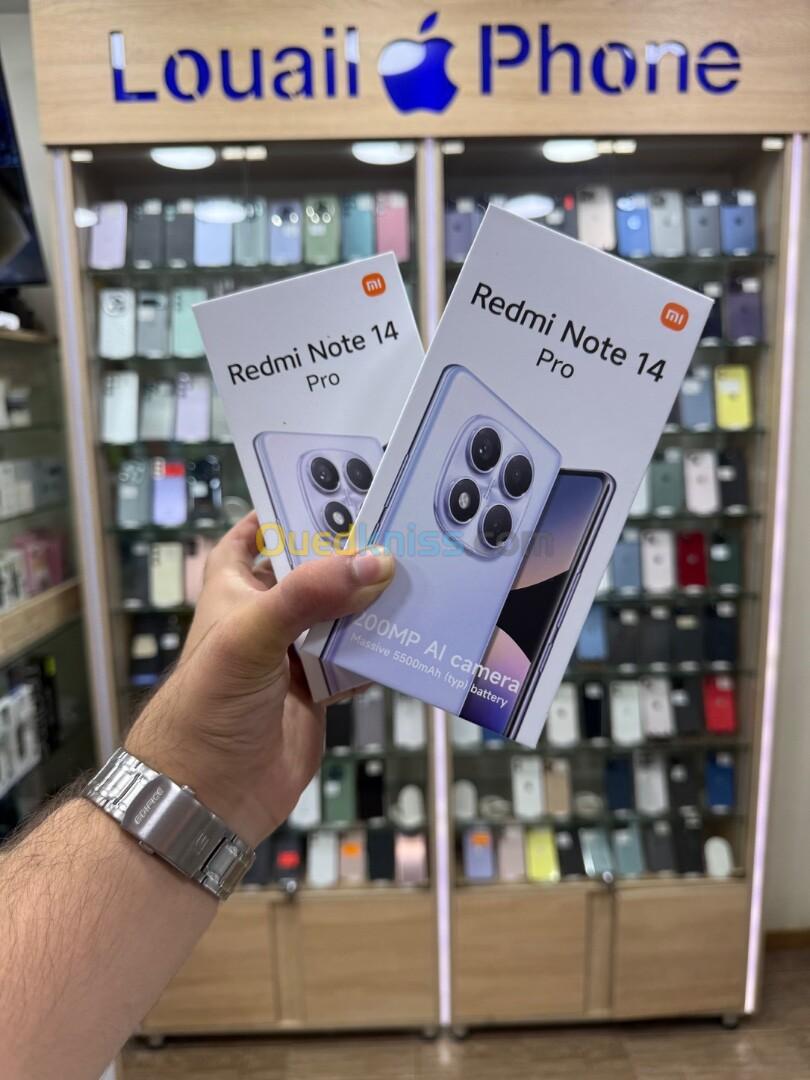 Louail Phone
mi
Redmi Note 14
Pro
mi
Redmi Note 14
Pro
Ouedkniss.com
200MP AI camera
Massive 5500mAh (typ) battery
EDIFICE